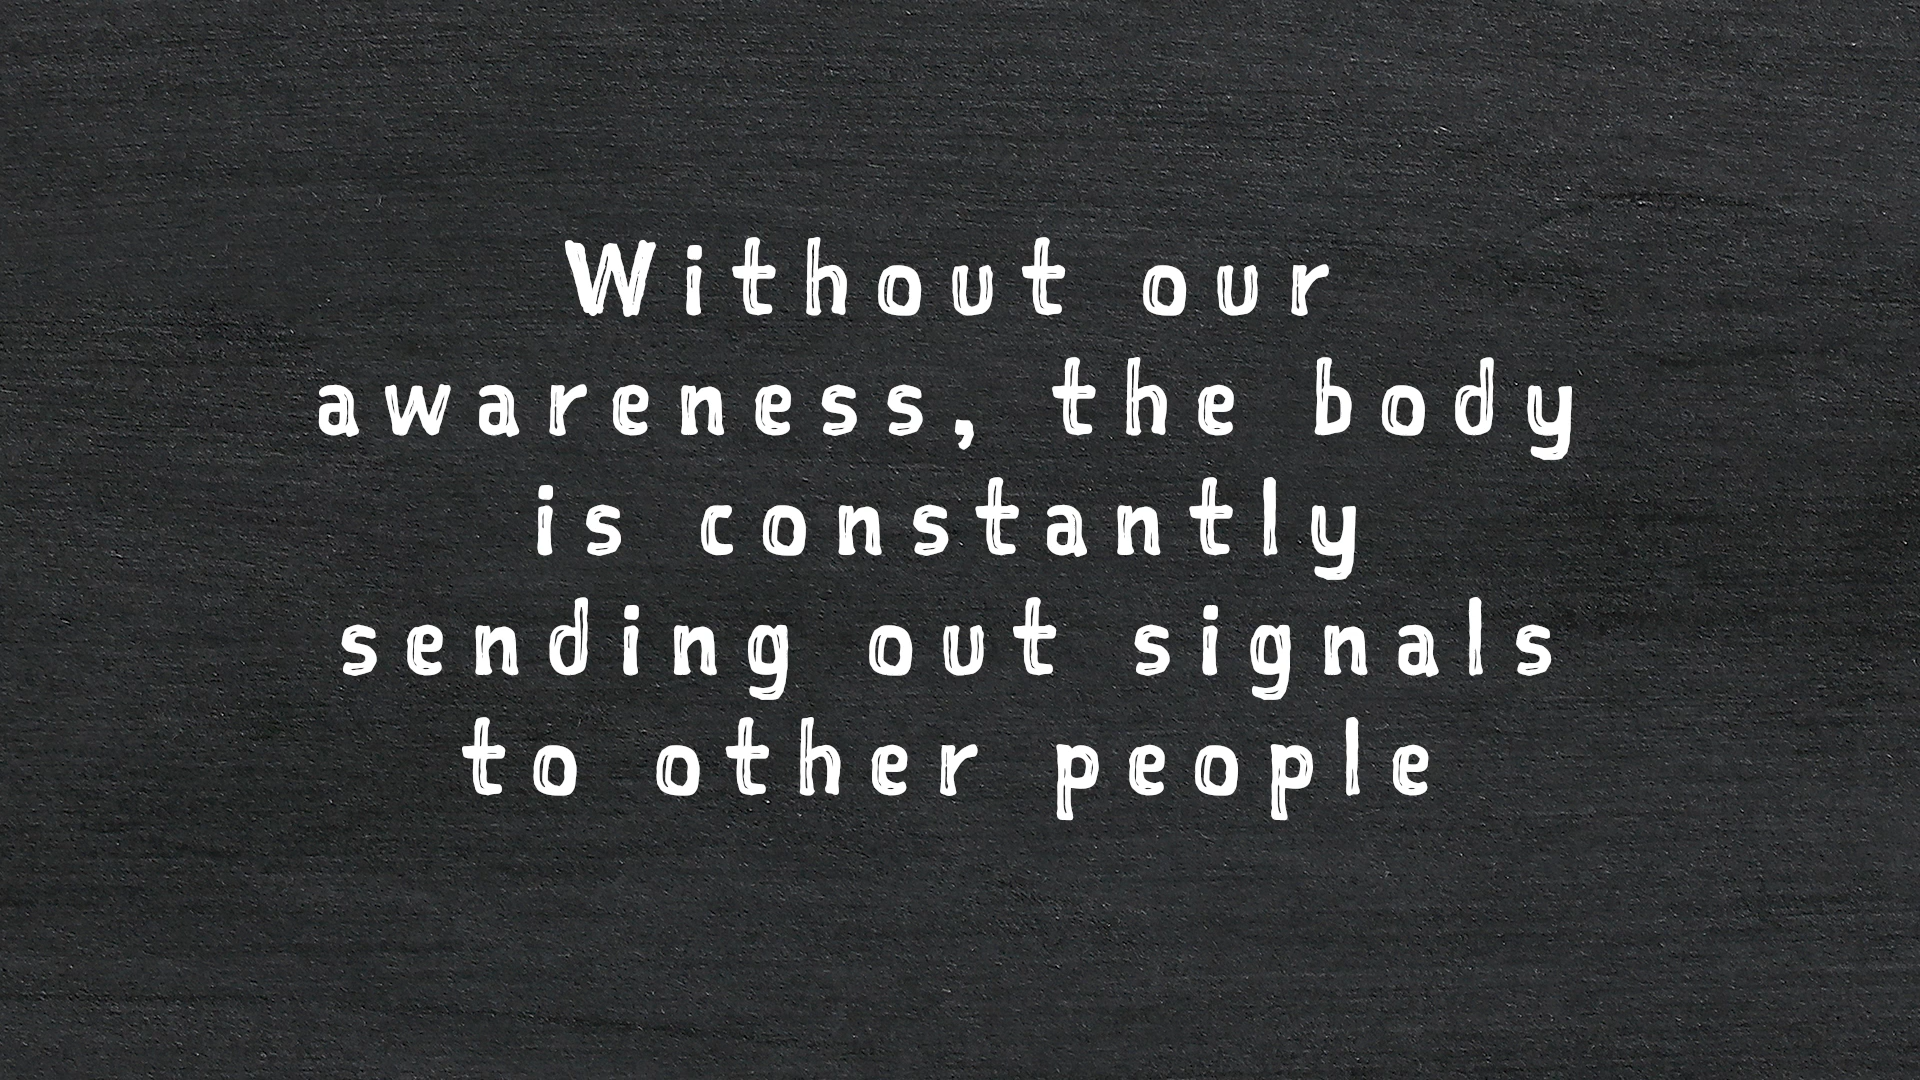 Without our
awareness, the body
is constantly
sending out signals
to other people